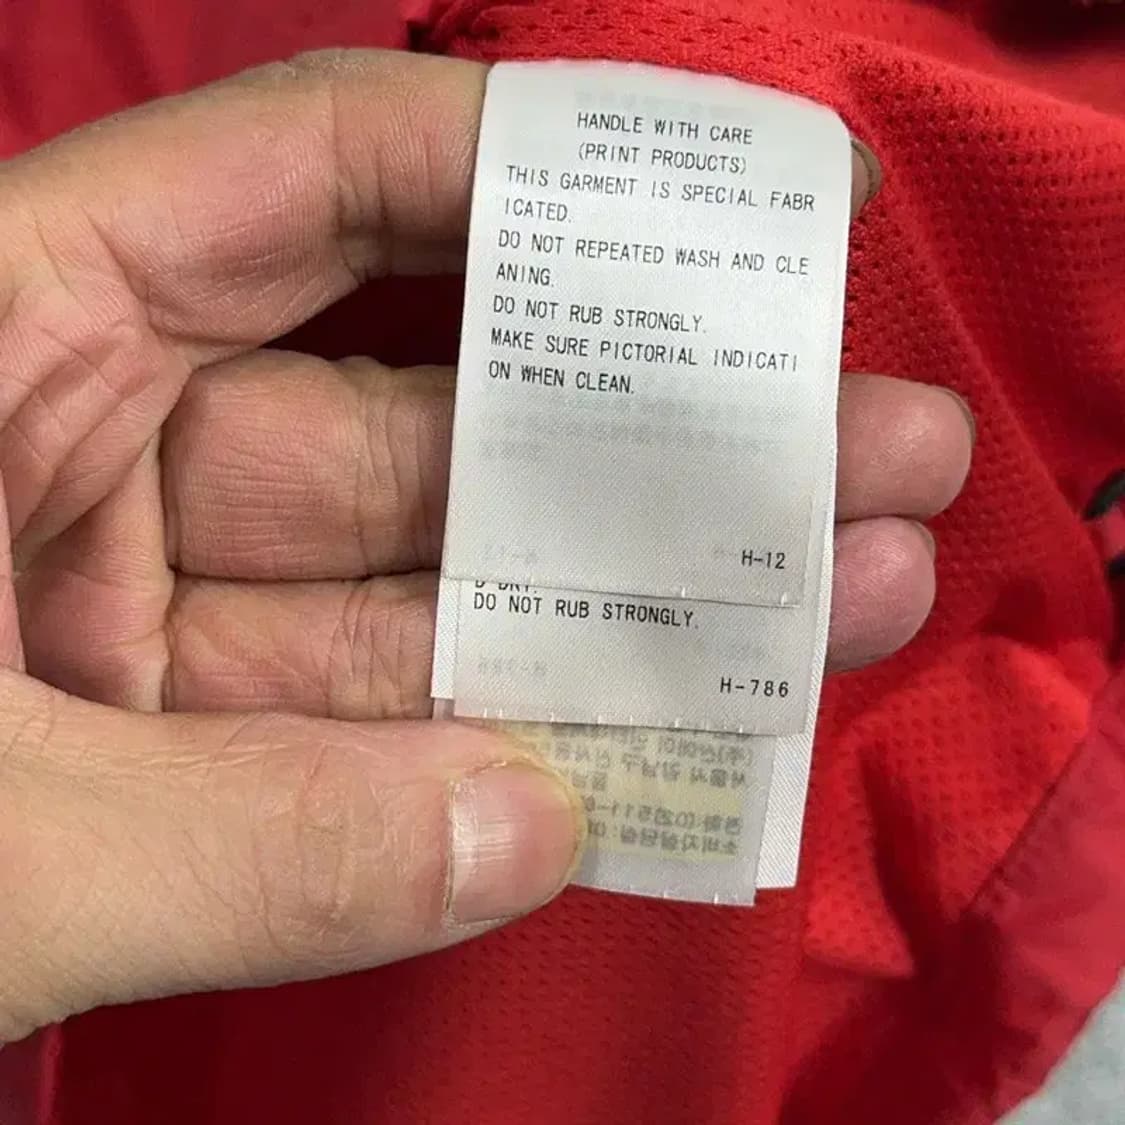 HANDLE WITH CARE
(PRINT PRODUCTS)
THIS GARMENT IS SPECIAL FABR
ICATED.
DO NOT REPEATED WASH AND CLE
ANING.
DO NOT RUB STRONGLY.
MAKE SURE PICTORIAL INDICATI
ON WHEN CLEAN.
H-12
D DRY.
DO NOT RUB STRONGLY.
H-786